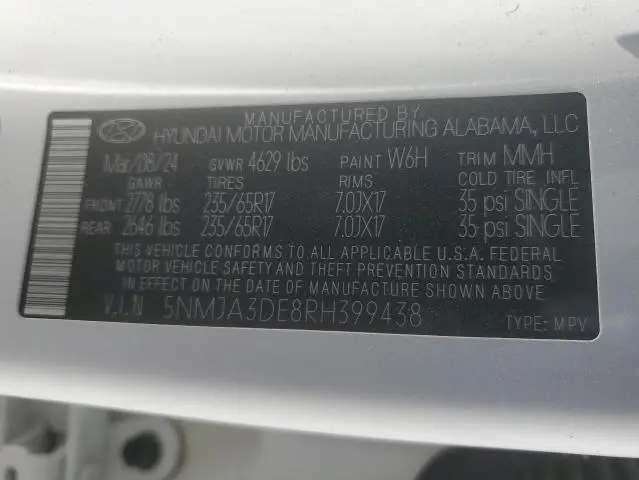 MANUFACTURED BY
HYUNDAI MOTOR MANUFACTURING ALABAMA, LLC
Mar/08/24 GVWR 4629 lbs PAINT W6H TRIM MMH
GAWR TIRES RIMS COLD TIRE INFL
FRONT 2778 lbs 235/65R17 7.0JX17 35 psi SINGLE
REAR 2646 lbs 235/65R17 7.0JX17 35 psi SINGLE
THIS VEHICLE CONFORMS TO ALL APPLICABLE U.S.A. FEDERAL
MOTOR VEHICLE SAFETY AND THEFT PREVENTION STANDARDS
IN EFFECT ON THE DATE OF MANUFACTURE SHOWN ABOVE.
V.I.N 5NMJA3DE8RH399438
TYPE: MPV